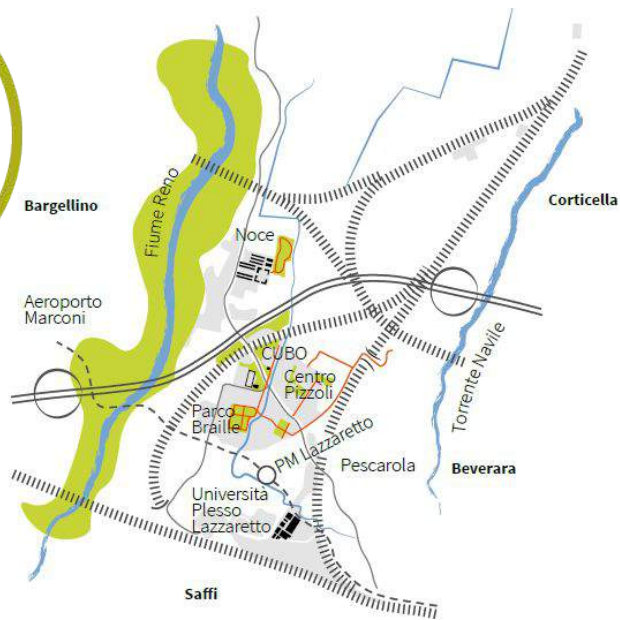 Bargellino
Fiume Reno
Corticella
Noce
Aeroporto
Marconi
CUBO
Centro
Pizzoli
Torrente Navile
Parco
Braille
PM Lazzaretto
Pescarola
Beverara
Università
Plesso
Lazzaretto
Saffi